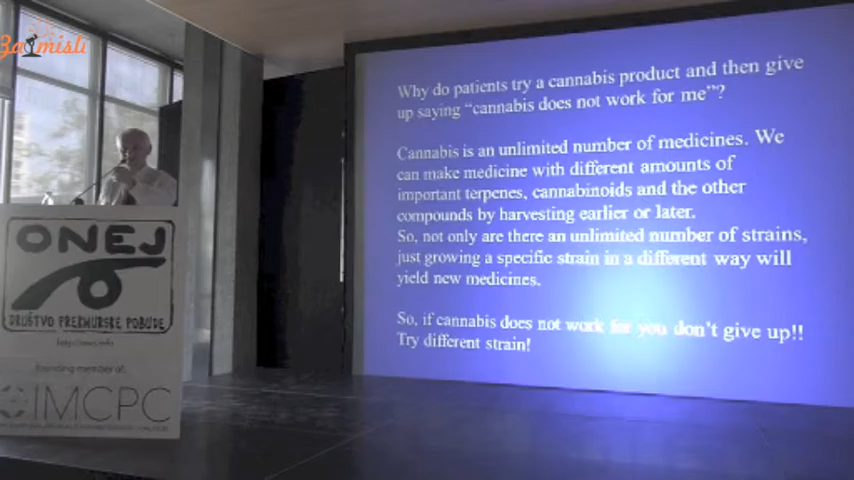 Zamisli
Why do patients try a cannabis product and then give
up saying "cannabis does not work for me"?
Cannabis is an unlimited number of medicines. We
can make medicine with different amounts of
important terpenes, cannabinoids and the other
compounds by harvesting earlier or later.
So, not only are there an unlimited number of strains,
just growing a specific strain in a different way will
yield new medicines.
So, if cannabis does not work for you don't give up!!
Try different strain!
ONEJ
DRUŠTVO PREKMURSKE POBUDE
founding member of:
IMCPC